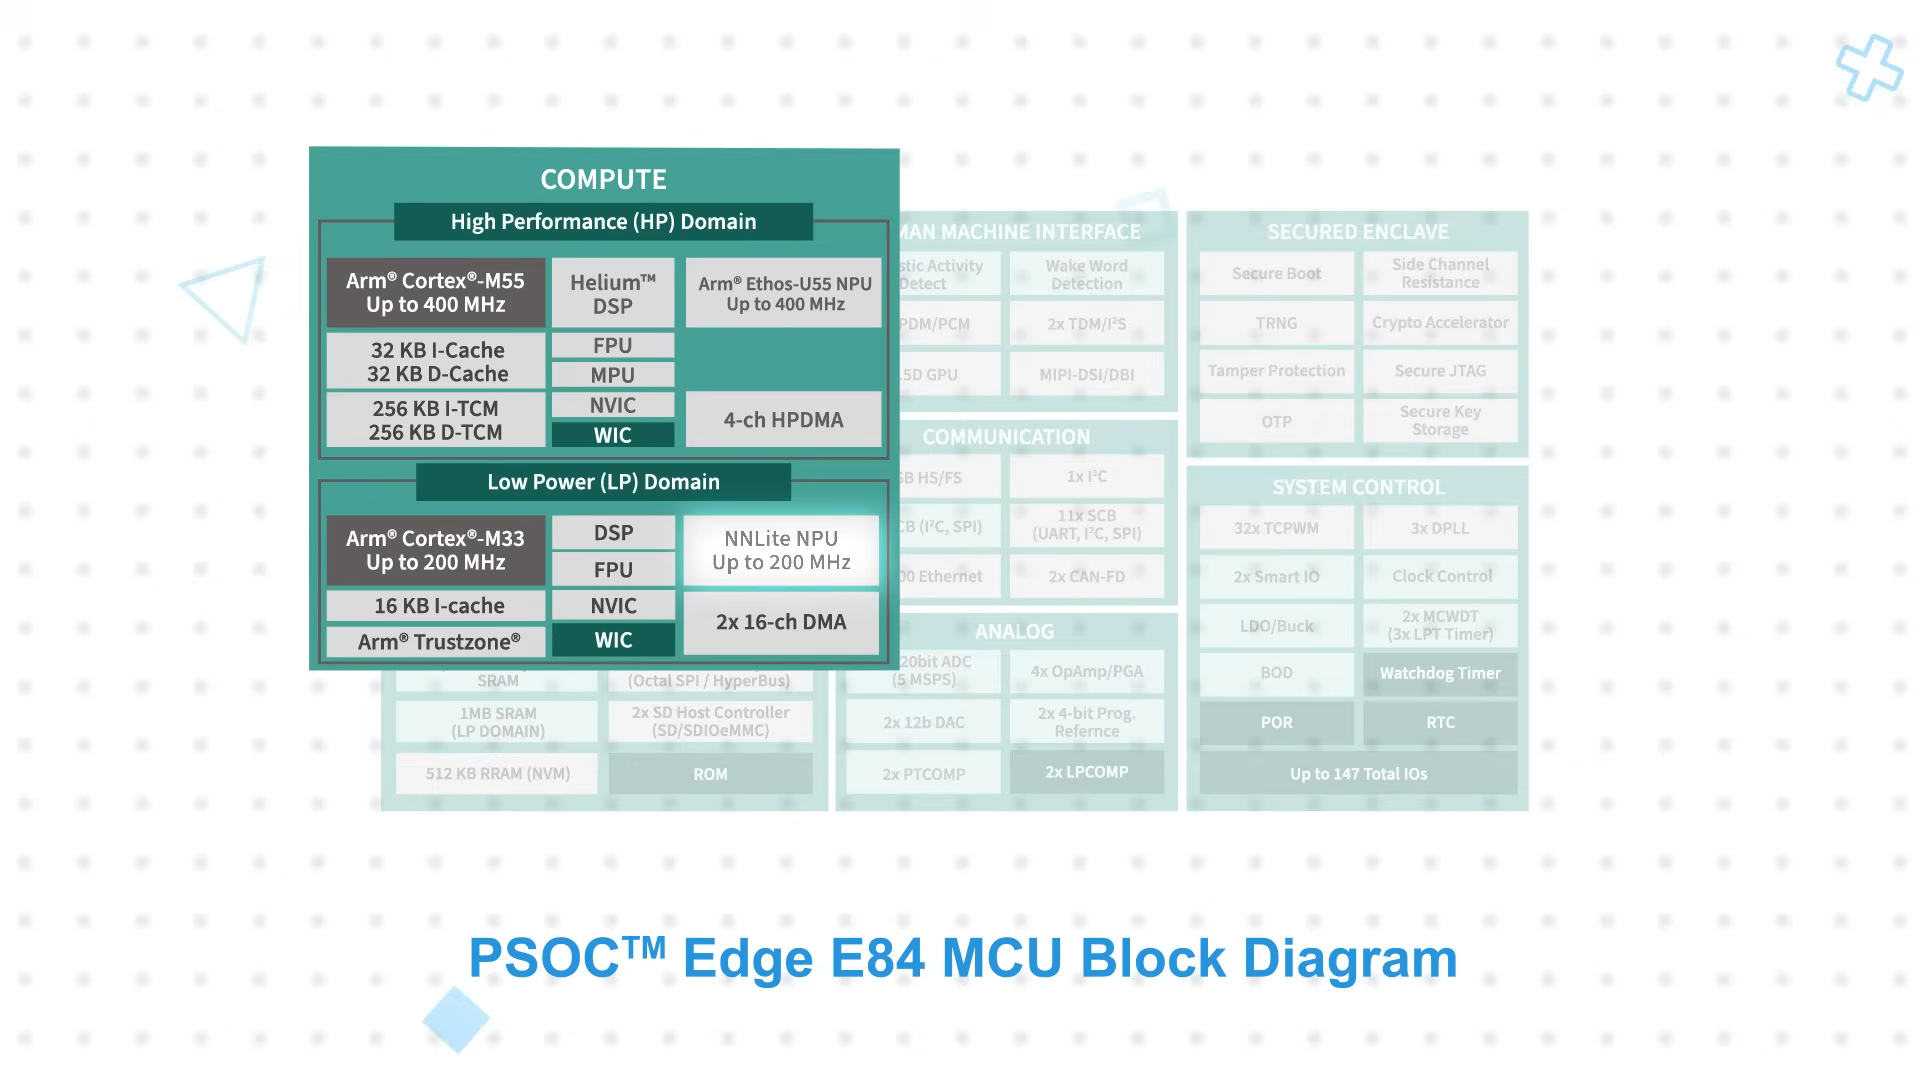 COMPUTE
High Performance (HP) Domain
Arm® Cortex®-M55
Up to 400 MHz
Helium™
DSP
Arm® Ethos-U55 NPU
Up to 400 MHz
32 KB I-Cache
32 KB D-Cache
FPU
MPU
256 KB I-TCM
256 KB D-TCM
NVIC
WIC
4-ch HPDMA
Low Power (LP) Domain
Arm® Cortex®-M33
Up to 200 MHz
DSP
FPU
NNLite NPU
Up to 200 MHz
16 KB I-cache
NVIC
2x 16-ch DMA
Arm® Trustzone®
WIC
SRAM
(Octal SPI / HyperBus)
1MB SRAM
(LP DOMAIN)
2x SD Host Controller
(SD/SDIOeMMC)
512 KB RRAM (NVM)
ROM
MACHINE INTERFACE
Activity
Detect
Wake Word
Detection
PDM/PCM
2x TDM/I²S
GPU
MIPI-DSI/DBI
COMMUNICATION
HS/FS
1x I³C
(I²C, SPI)
11x SCB
(UART, I²C, SPI)
Ethernet
2x CAN-FD
ANALOG
20bit ADC
(5 MSPS)
4x OpAmp/PGA
2x 12b DAC
2x 4-bit Prog.
Refernce
2x PTCOMP
2x LPCOMP
SECURED ENCLAVE
Secure Boot
Side Channel
Resistance
TRNG
Crypto Accelerator
Tamper Protection
Secure JTAG
OTP
Secure Key
Storage
SYSTEM CONTROL
32x TCPWM
3x DPLL
2x Smart IO
Clock Control
LDO/Buck
2x MCWDT
(3x LPT Timer)
BOD
Watchdog Timer
POR
RTC
Up to 147 Total IOs
PSOC™ Edge E84 MCU Block Diagram